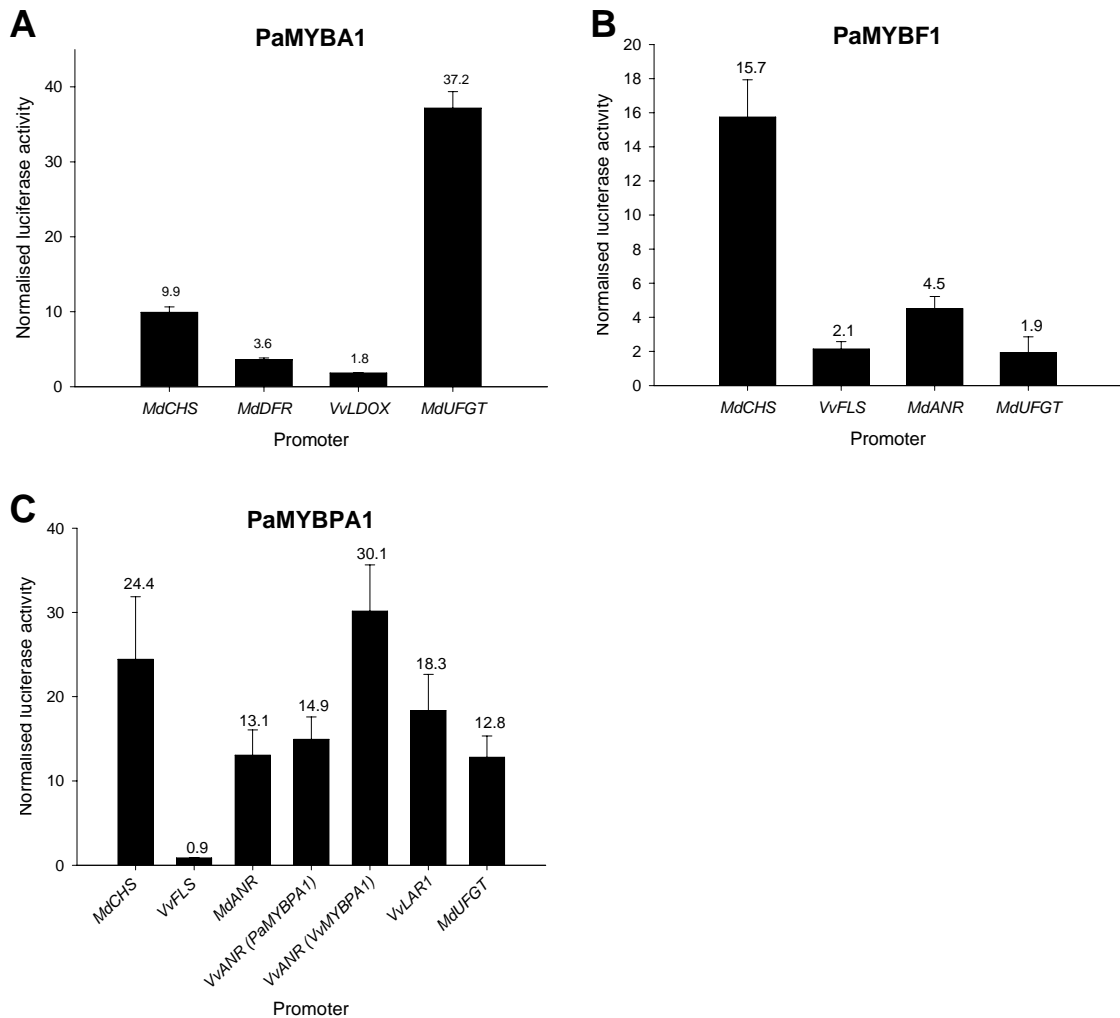 A
PaMYBA1
Normalised luciferase activity
40
30
20
10
0
9.9
3.6
1.8
37.2
MdCHS
MdDFR
VvLDOX
MdUFGT
Promoter
B
PaMYBF1
Normalised luciferase activity
20
18
16
14
12
10
8
6
4
2
0
15.7
2.1
4.5
1.9
MdCHS
VvFLS
MdANR
MdUFGT
Promoter
C
PaMYBPA1
Normalised luciferase activity
40
30
20
10
0
24.4
0.9
13.1
14.9
30.1
18.3
12.8
MdCHS
VvFLS
MdANR
VvANR (PaMYBPA1)
VvANR (VvMYBPA1)
VvLAR1
MdUFGT
Promoter